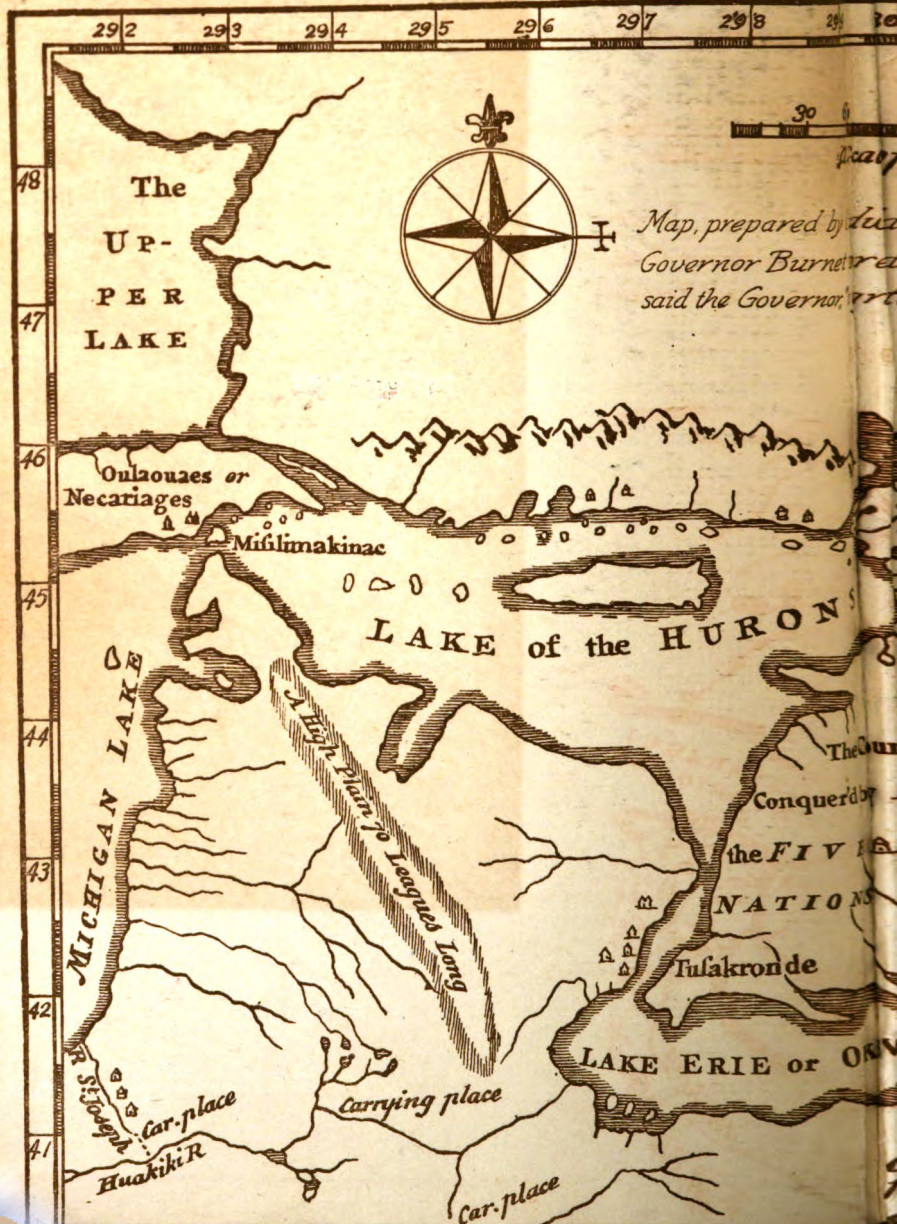 292 293 294 295 296 297 298
30
48
47
46
45
44
43
42
41
The
UP-
PER
LAKE
Map, prepared by
Governor Burnet
said the Governor,
Oulaouaes or
Necariages
Miſilimakinac
LAKE of the HURONS
MICHIGAN LAKE
A High Plain 70 Leagues Long
The
Conquer'd by
the FIVE
NATIONS
Tuſakronde
LAKE ERIE or
R St. Joseph
Car. place
Huakiki R
Carrying place
Car. place